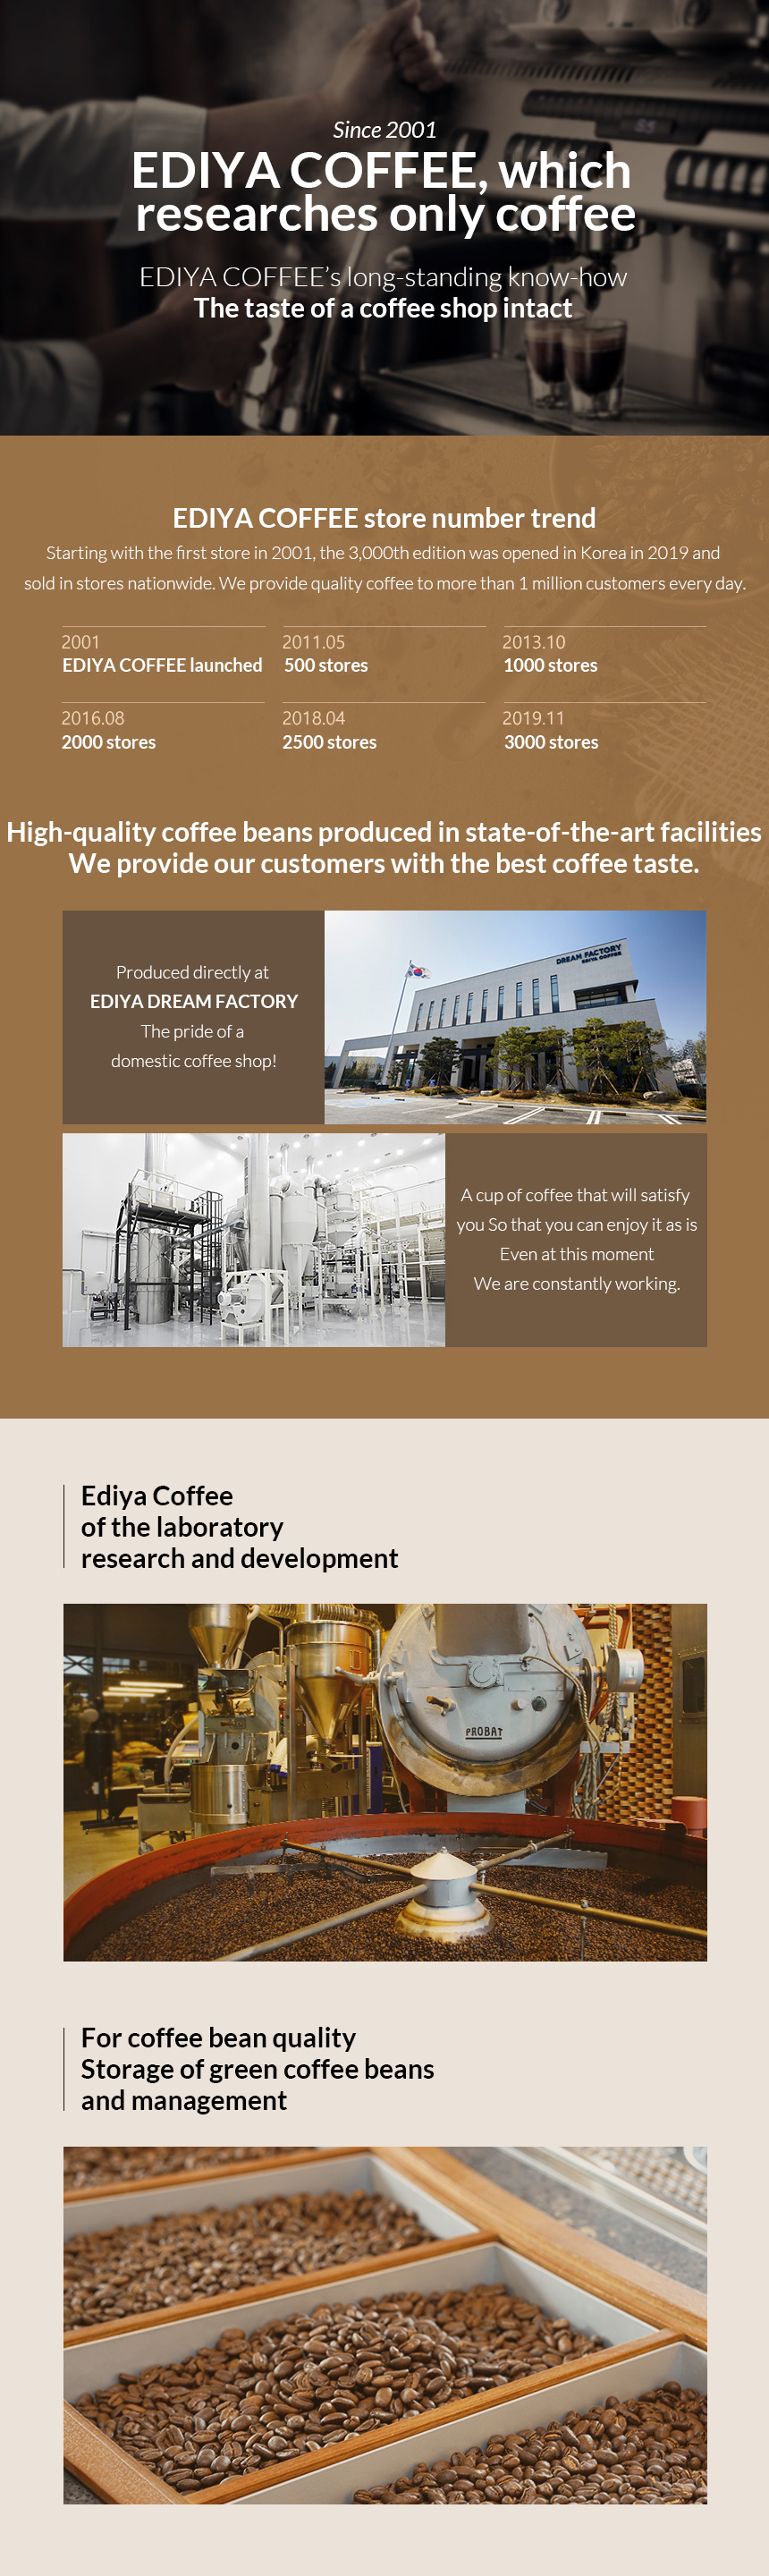 Since 2001
EDIYA COFFEE, which
researches only coffee
EDIYA COFFEE’s long-standing know-how
The taste of a coffee shop intact
EDIYA COFFEE store number trend
Starting with the first store in 2001, the 3,000th edition was opened in Korea in 2019 and
sold in stores nationwide. We provide quality coffee to more than 1 million customers every day.
2001
EDIYA COFFEE launched
2011.05
500 stores
2013.10
1000 stores
2016.08
2000 stores
2018.04
2500 stores
2019.11
3000 stores
High-quality coffee beans produced in state-of-the-art facilities
We provide our customers with the best coffee taste.
Produced directly at
EDIYA DREAM FACTORY
The pride of a
domestic coffee shop!
DREAM FACTORY
EDIYA COFFEE
A cup of coffee that will satisfy
you So that you can enjoy it as is
Even at this moment
We are constantly working.
Ediya Coffee
of the laboratory
research and development
PROBAT
For coffee bean quality
Storage of green coffee beans
and management